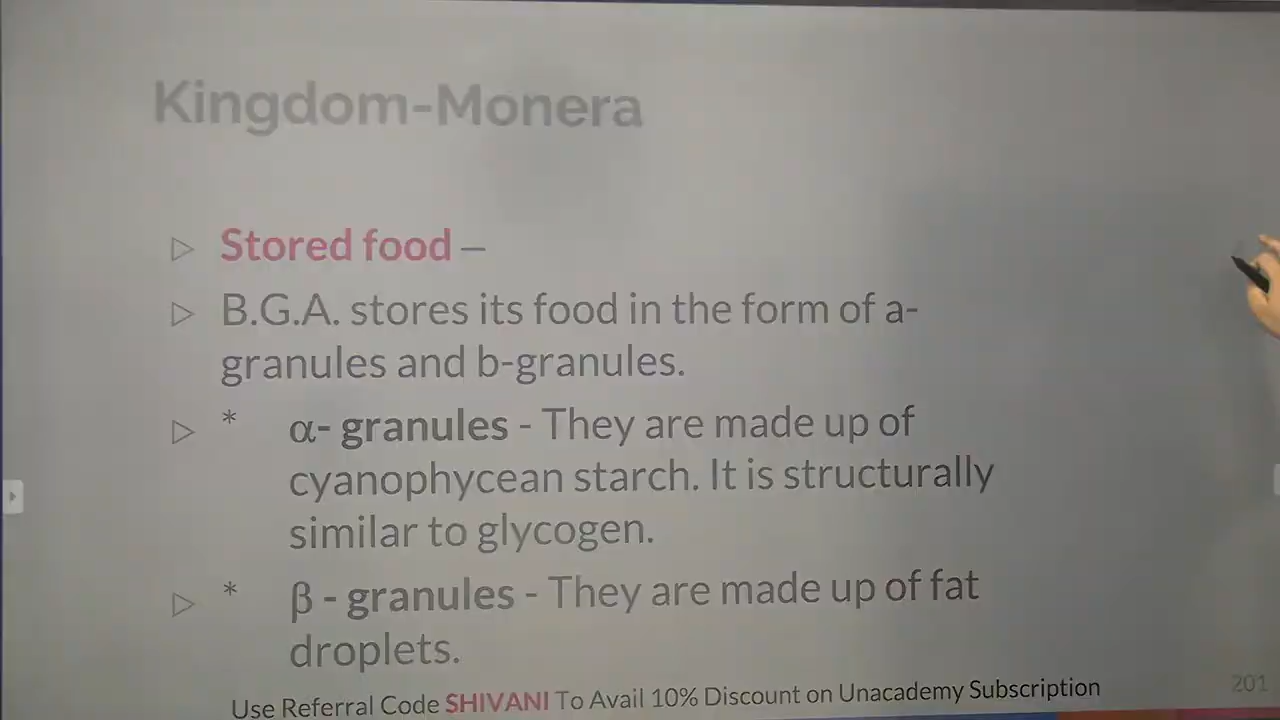 Kingdom-Monera
▷ Stored food –
▷ B.G.A. stores its food in the form of a-
granules and b-granules.
▷ * α- granules - They are made up of
cyanophycean starch. It is structurally
similar to glycogen.
▷ * β - granules - They are made up of fat
droplets.
201
Use Referral Code SHIVANI To Avail 10% Discount on Unacademy Subscription